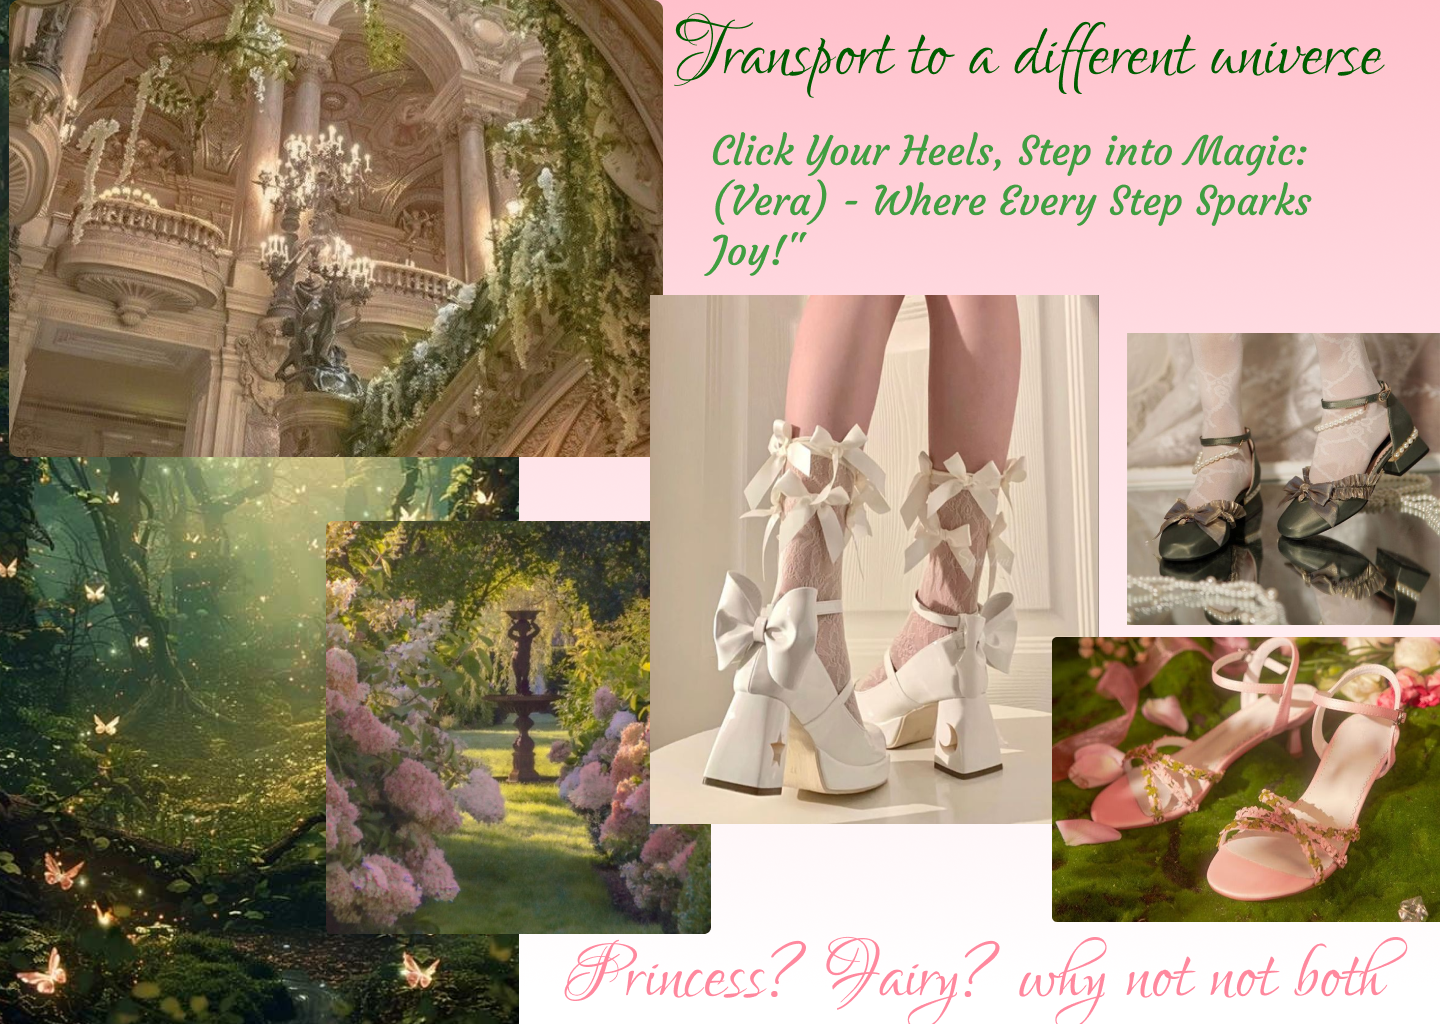 Transport to a different universe
Click Your Heels, Step into Magic:
(Vera) - Where Every Step Sparks
Joy!"
Princess? Fairy? why not not both